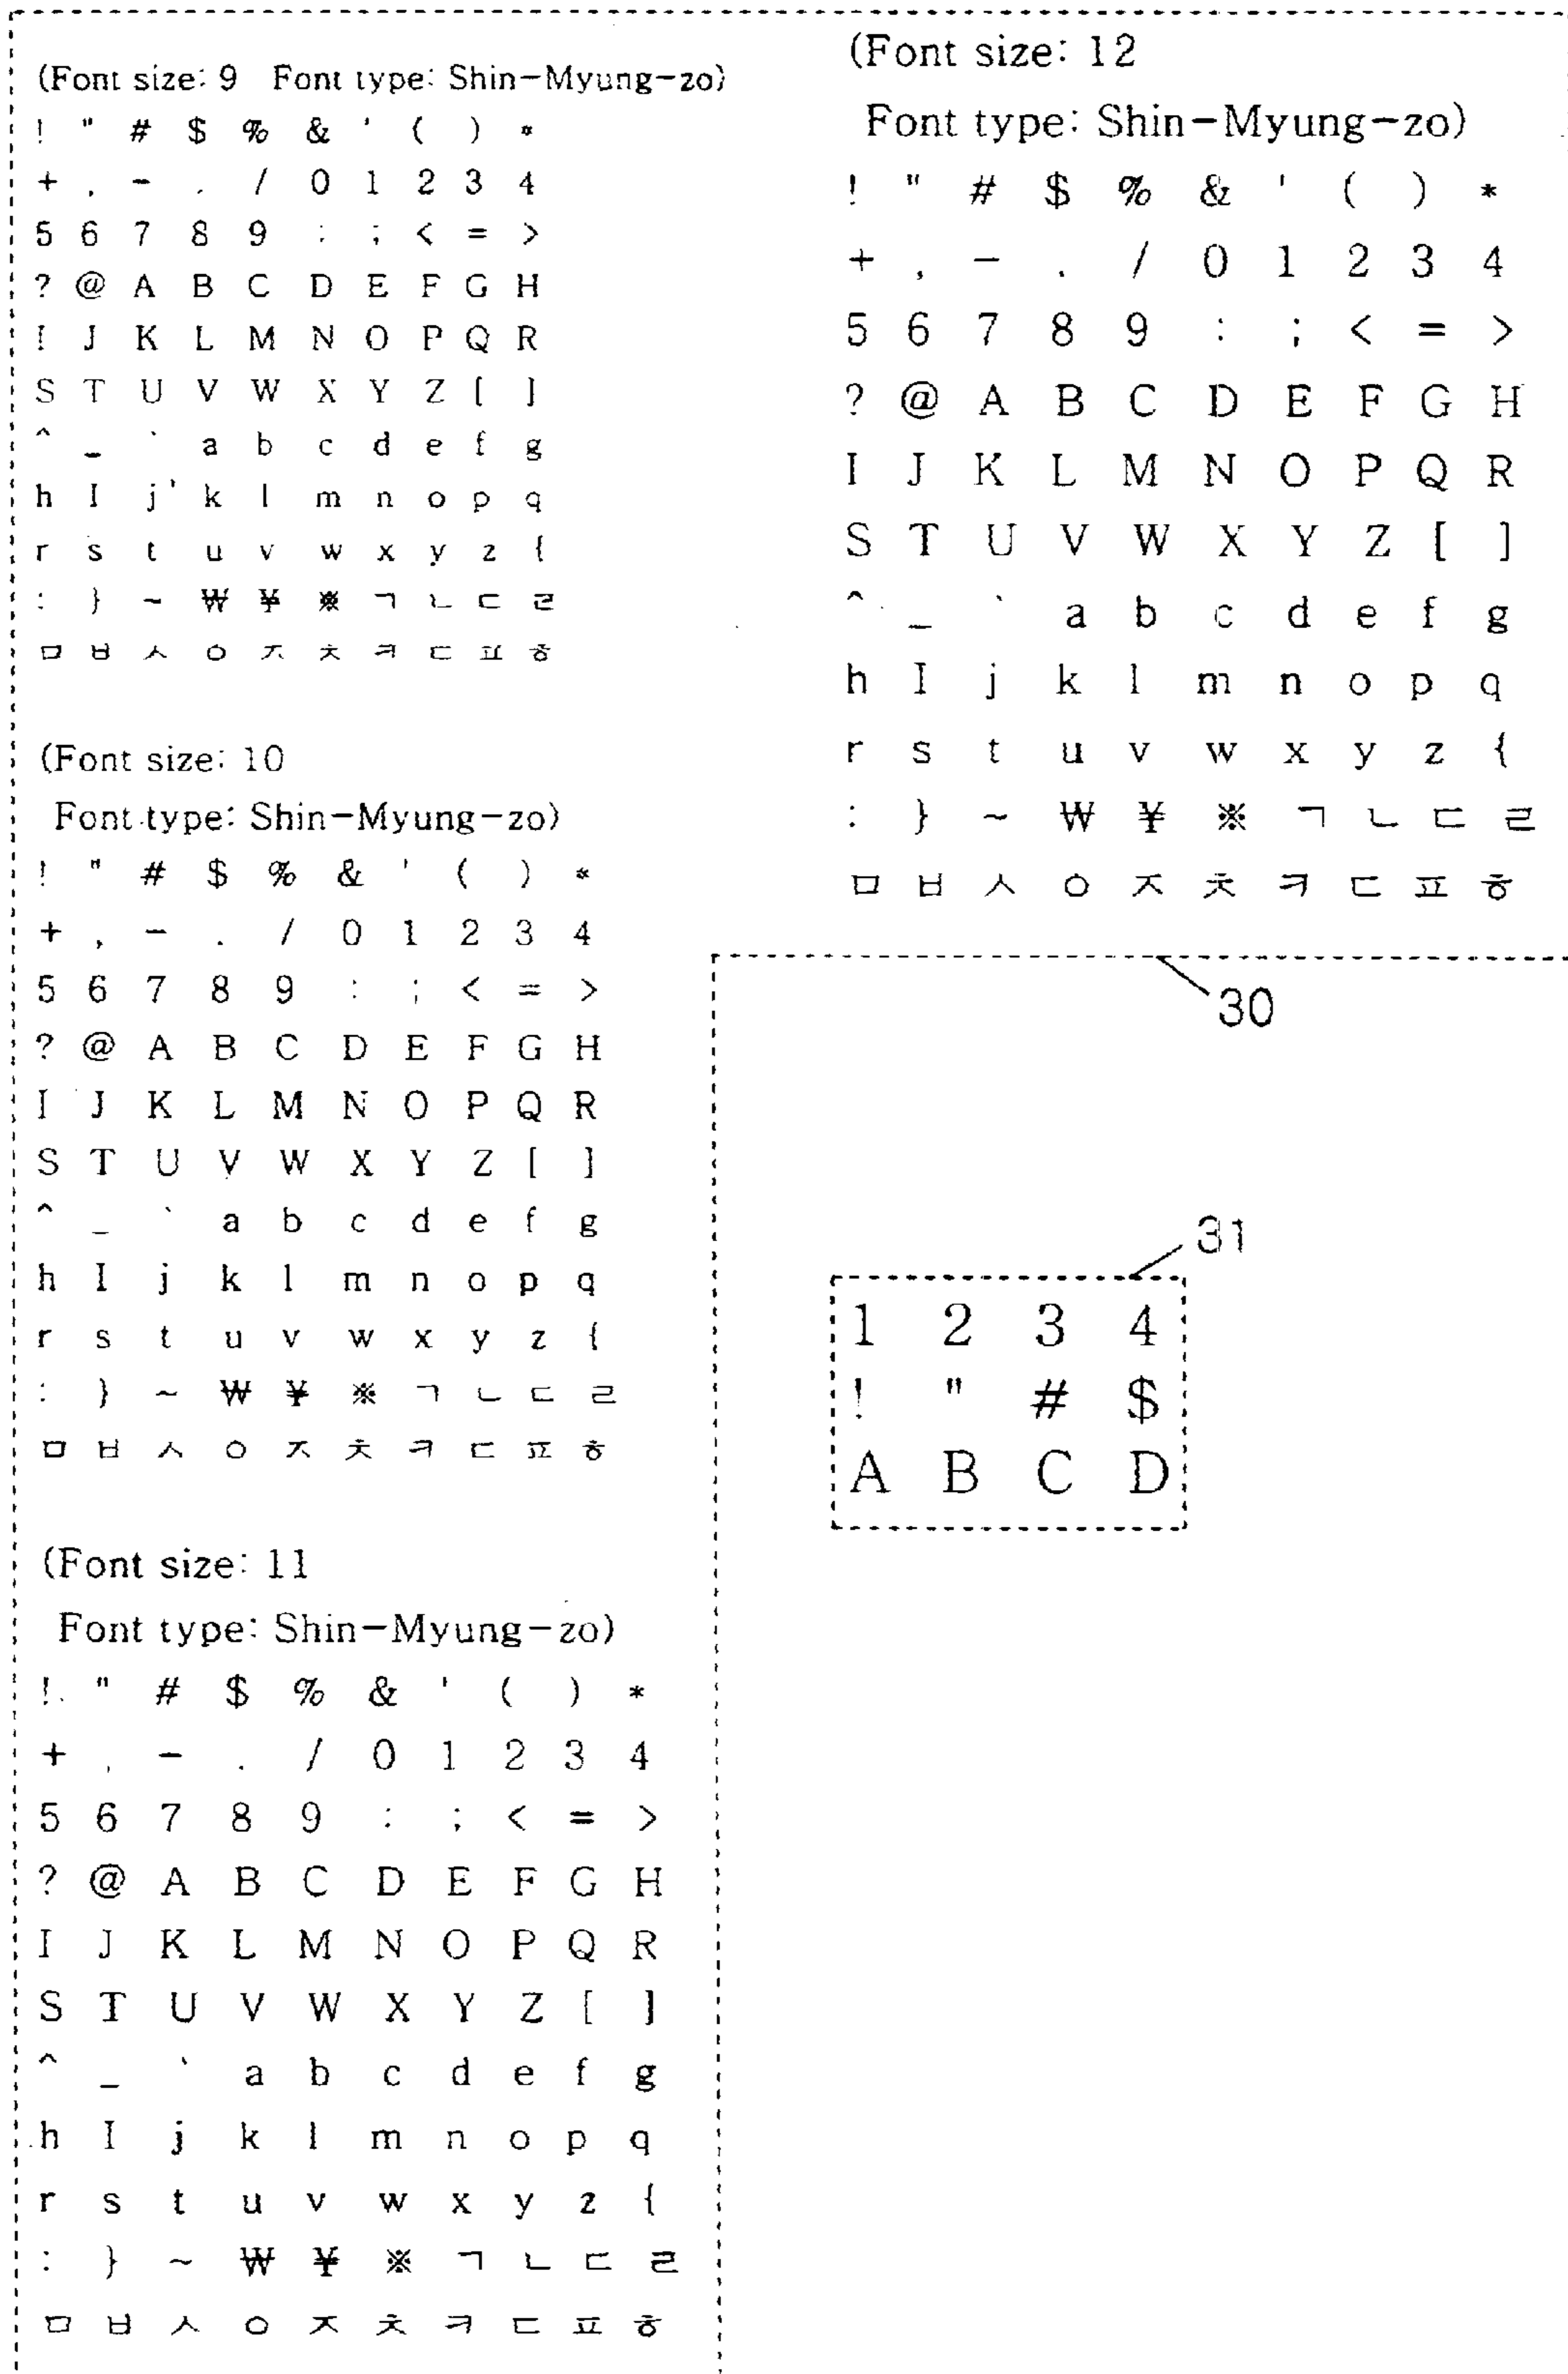 (Font size: 9 Font type: Shin-Myung-zo)
! " # $ % & ' ( ) *
+ , - . / 0 1 2 3 4
5 6 7 8 9 : ; < = >
? @ A B C D E F G H
I J K L M N O P Q R
S T U V W X Y Z [ ]
^ _ ` a b c d e f g
h I j ' k l m n o p q
r s t u v w x y z {
: } ~ ₩ ¥ ※ ㄱ ㄴ ㄷ ㄹ
ㅁ ㅂ ㅅ ㅇ ㅈ ㅊ ㅋ ㄷ ㅍ ㅎ
(Font size: 10
Font type: Shin-Myung-zo)
! " # $ % & ' ( ) *
+ , - . / 0 1 2 3 4
5 6 7 8 9 : ; < = >
? @ A B C D E F G H
I J K L M N O P Q R
S T U V W X Y Z [ ]
^ _ ` a b c d e f g
h I j k l m n o p q
r s t u v w x y z {
: } ~ ₩ ¥ ※ ㄱ ㄴ ㄷ ㄹ
ㅁ ㅂ ㅅ ㅇ ㅈ ㅊ ㅋ ㄷ ㅍ ㅎ
(Font size: 11
Font type: Shin-Myung-zo)
! " # $ % & ' ( ) *
+ , - . / 0 1 2 3 4
5 6 7 8 9 : ; < = >
? @ A B C D E F G H
I J K L M N O P Q R
S T U V W X Y Z [ ]
^ _ ` a b c d e f g
h I j k l m n o p q
r s t u v w x y z {
: } ~ ₩ ¥ ※ ㄱ ㄴ ㄷ ㄹ
ㅁ ㅂ ㅅ ㅇ ㅈ ㅊ ㅋ ㄷ ㅍ ㅎ
(Font size: 12
Font type: Shin-Myung-zo)
! " # $ % & ' ( ) *
+ , - . / 0 1 2 3 4
5 6 7 8 9 : ; < = >
? @ A B C D E F G H
I J K L M N O P Q R
S T U V W X Y Z [ ]
^ _ ` a b c d e f g
h I j k l m n o p q
r s t u v w x y z {
: } ~ ₩ ¥ ※ ㄱ ㄴ ㄷ ㄹ
ㅁ ㅂ ㅅ ㅇ ㅈ ㅊ ㅋ ㄷ ㅍ ㅎ
30
31
1 2 3 4
! " # $
A B C D